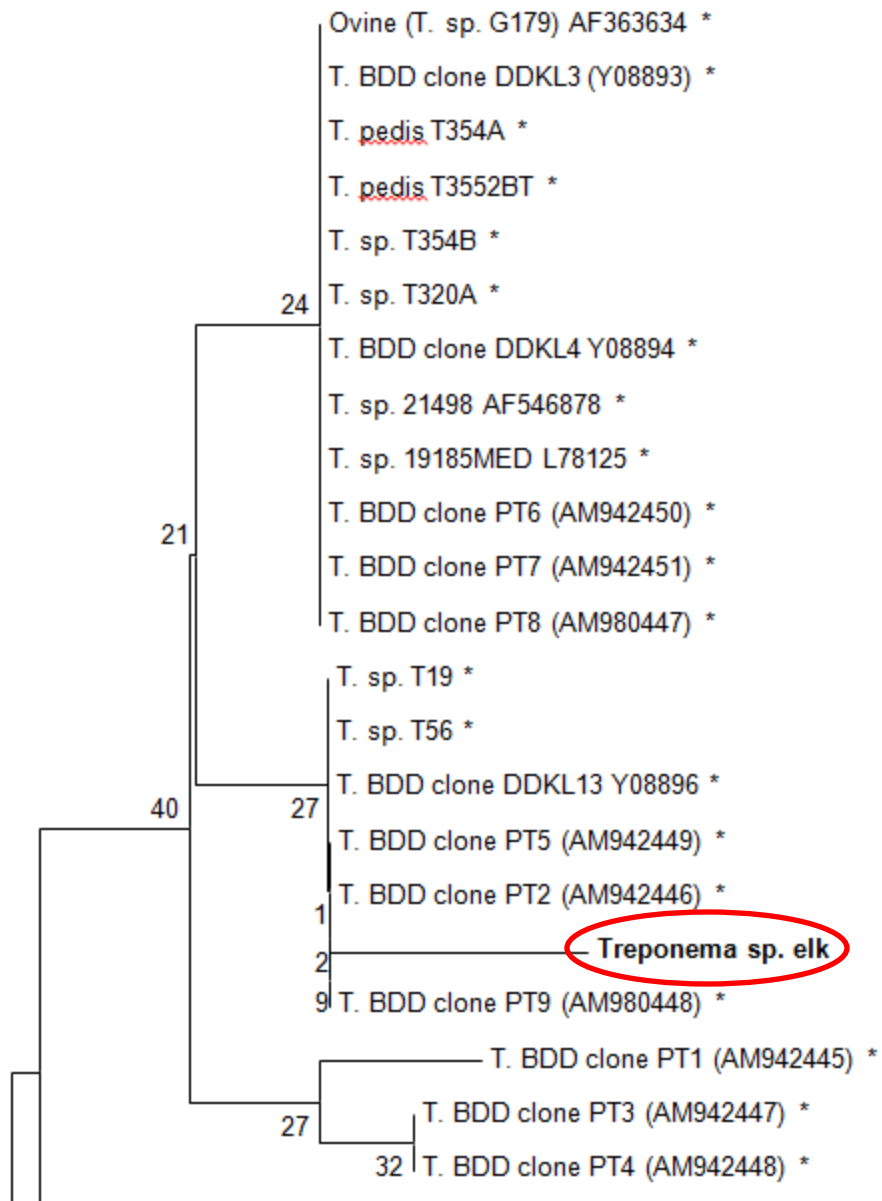 Ovine (T. sp. G179) AF363634 *
T. BDD clone DDKL3 (Y08893) *
T. pedis T354A *
T. pedis T3552BT *
T. sp. T354B *
T. sp. T320A *
24
T. BDD clone DDKL4 Y08894 *
T. sp. 21498 AF546878 *
T. sp. 19185MED L78125 *
T. BDD clone PT6 (AM942450) *
21
T. BDD clone PT7 (AM942451) *
T. BDD clone PT8 (AM980447) *
T. sp. T19 *
T. sp. T56 *
T. BDD clone DDKL13 Y08896 *
40
27
T. BDD clone PT5 (AM942449) *
T. BDD clone PT2 (AM942446) *
1
Treponema sp. elk
2
9 T. BDD clone PT9 (AM980448) *
T. BDD clone PT1 (AM942445) *
T. BDD clone PT3 (AM942447) *
27
32 T. BDD clone PT4 (AM942448) *